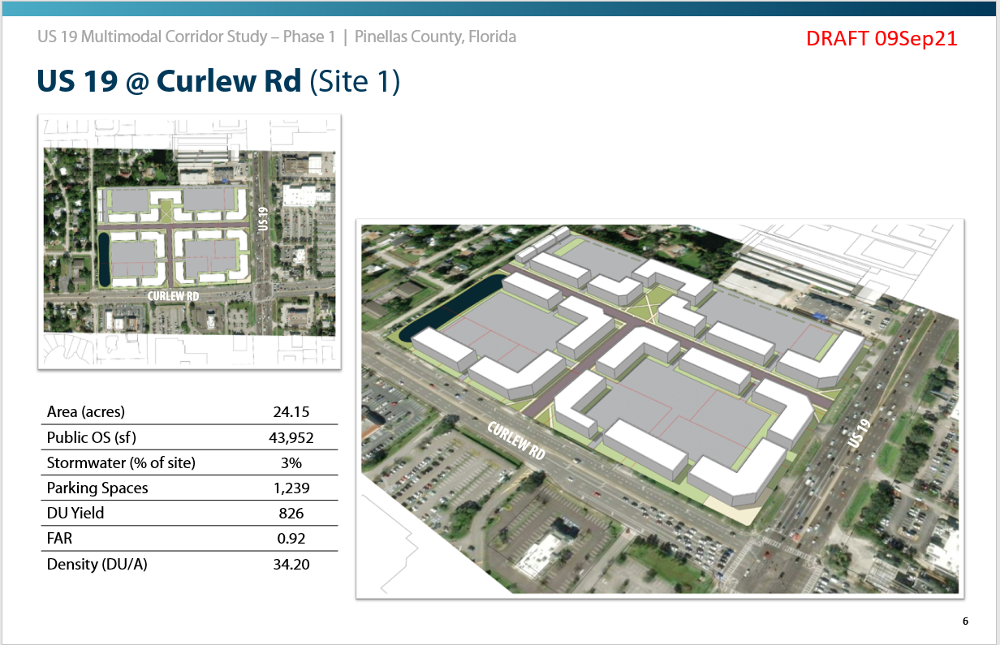 US 19 Multimodal Corridor Study – Phase 1 | Pinellas County, Florida
DRAFT 09Sep21
US 19 @ Curlew Rd (Site 1)
US 19
CURLEW RD
Area (acres) 24.15
Public OS (sf) 43,952
Stormwater (% of site) 3%
Parking Spaces 1,239
DU Yield 826
FAR 0.92
Density (DU/A) 34.20
CURLEW RD
US 19
6